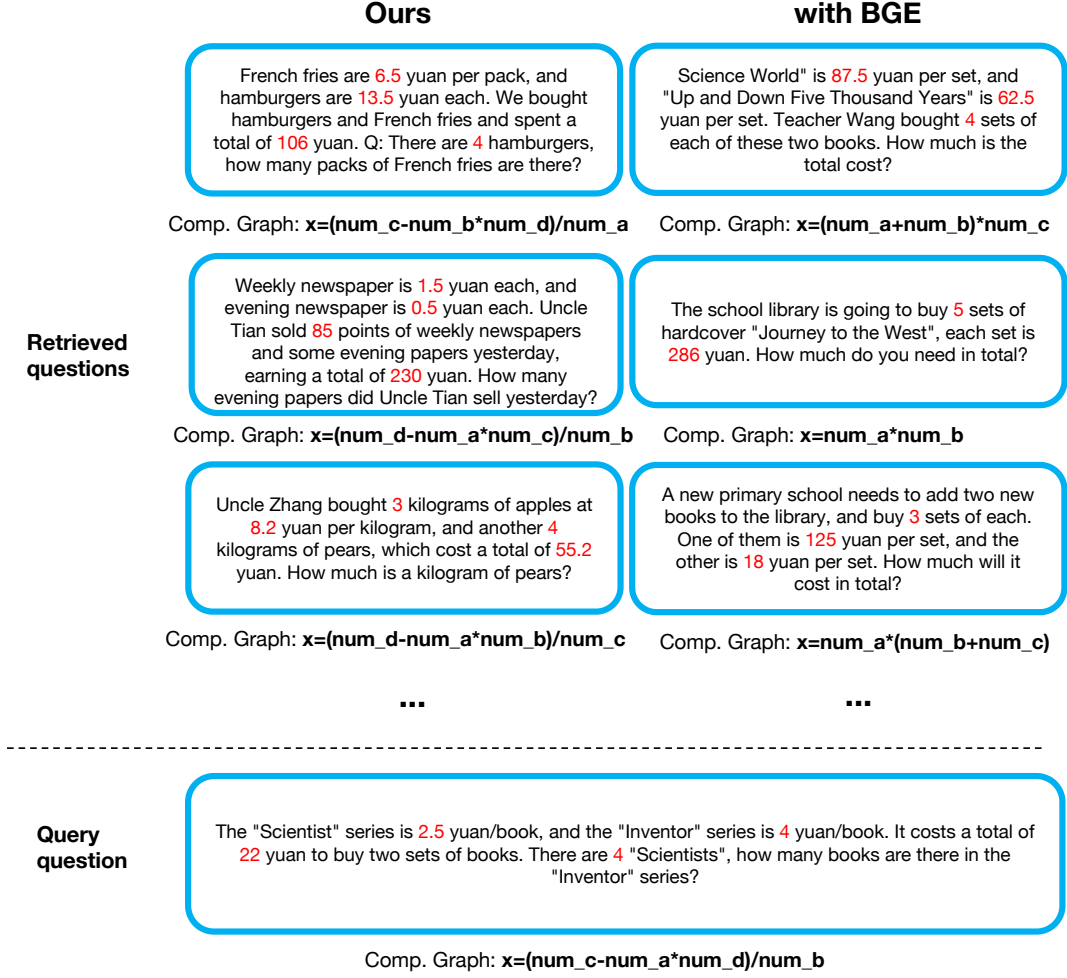 Ours
with BGE
French fries are 6.5 yuan per pack, and
hamburgers are 13.5 yuan each. We bought
hamburgers and French fries and spent a
total of 106 yuan. Q: There are 4 hamburgers,
how many packs of French fries are there?
Science World" is 87.5 yuan per set, and
"Up and Down Five Thousand Years" is 62.5
yuan per set. Teacher Wang bought 4 sets of
each of these two books. How much is the
total cost?
Comp. Graph: x=(num_c-num_b*num_d)/num_a
Comp. Graph: x=(num_a+num_b)*num_c
Retrieved
questions
Weekly newspaper is 1.5 yuan each, and
evening newspaper is 0.5 yuan each. Uncle
Tian sold 85 points of weekly newspapers
and some evening papers yesterday,
earning a total of 230 yuan. How many
evening papers did Uncle Tian sell yesterday?
The school library is going to buy 5 sets of
hardcover "Journey to the West", each set is
286 yuan. How much do you need in total?
Comp. Graph: x=(num_d-num_a*num_c)/num_b
Comp. Graph: x=num_a*num_b
Uncle Zhang bought 3 kilograms of apples at
8.2 yuan per kilogram, and another 4
kilograms of pears, which cost a total of 55.2
yuan. How much is a kilogram of pears?
A new primary school needs to add two new
books to the library, and buy 3 sets of each.
One of them is 125 yuan per set, and the
other is 18 yuan per set. How much will it
cost in total?
Comp. Graph: x=(num_d-num_a*num_b)/num_c
Comp. Graph: x=num_a*(num_b+num_c)
...
...
Query
question
The "Scientist" series is 2.5 yuan/book, and the "Inventor" series is 4 yuan/book. It costs a total of
22 yuan to buy two sets of books. There are 4 "Scientists", how many books are there in the
"Inventor" series?
Comp. Graph: x=(num_c-num_a*num_d)/num_b